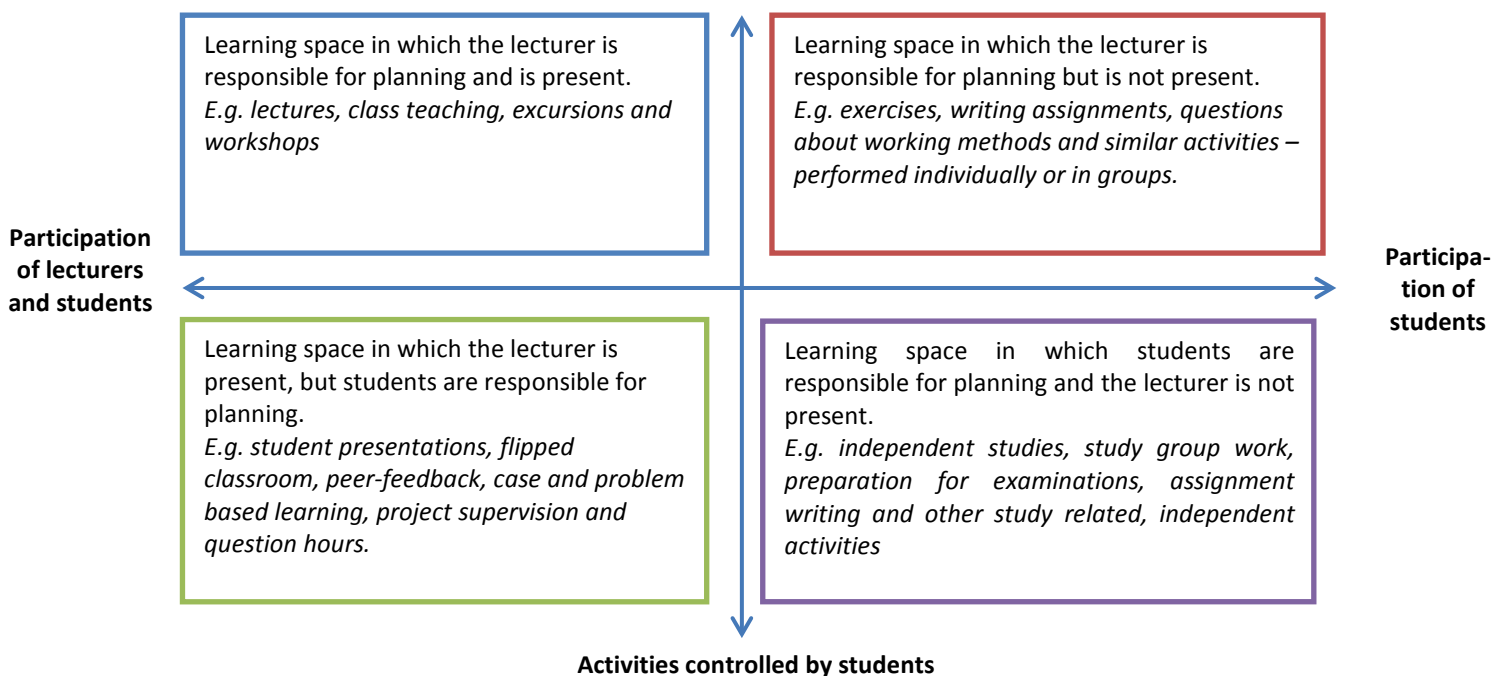 Learning space in which the lecturer is
responsible for planning and is present.
E.g. lectures, class teaching, excursions and
workshops
Learning space in which the lecturer is
responsible for planning but is not present.
E.g. exercises, writing assignments, questions
about working methods and similar activities –
performed individually or in groups.
Participation
of lecturers
and students
Participa-
tion of
students
Learning space in which the lecturer is
present, but students are responsible for
planning.
E.g. student presentations, flipped
classroom, peer-feedback, case and problem
based learning, project supervision and
question hours.
Learning space in which students are
responsible for planning and the lecturer is not
present.
E.g. independent studies, study group work,
preparation for examinations, assignment
writing and other study related, independent
activities
Activities controlled by students